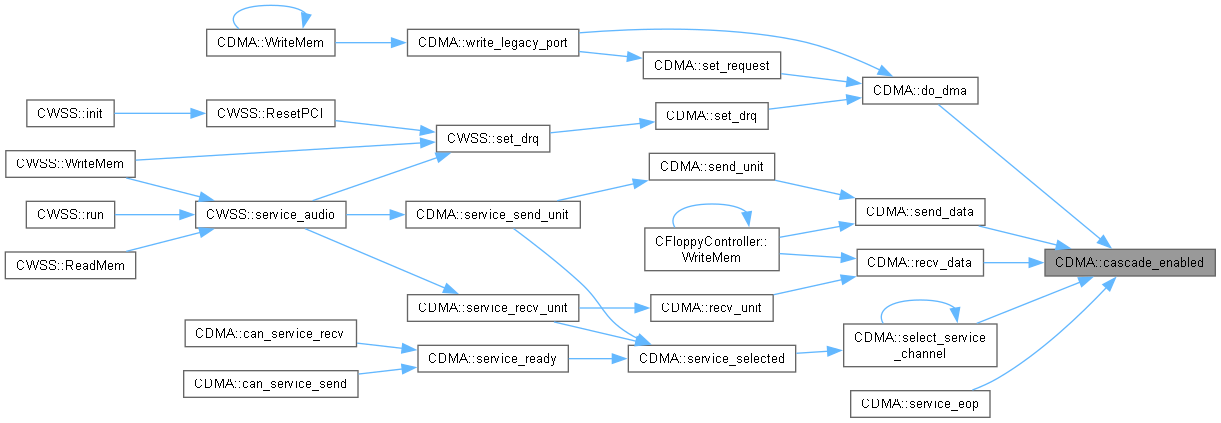 CDMA::WriteMem
CDMA::write_legacy_port
CDMA::set_request
CDMA::do_dma
CWSS::init
CWSS::ResetPCI
CDMA::set_drq
CWSS::set_drq
CWSS::WriteMem
CDMA::send_unit
CWSS::run
CWSS::service_audio
CDMA::service_send_unit
CDMA::send_data
CFloppyController::
WriteMem
CWSS::ReadMem
CDMA::recv_data
CDMA::cascade_enabled
CDMA::service_recv_unit
CDMA::recv_unit
CDMA::can_service_recv
CDMA::select_service
_channel
CDMA::service_ready
CDMA::service_selected
CDMA::can_service_send
CDMA::service_eop